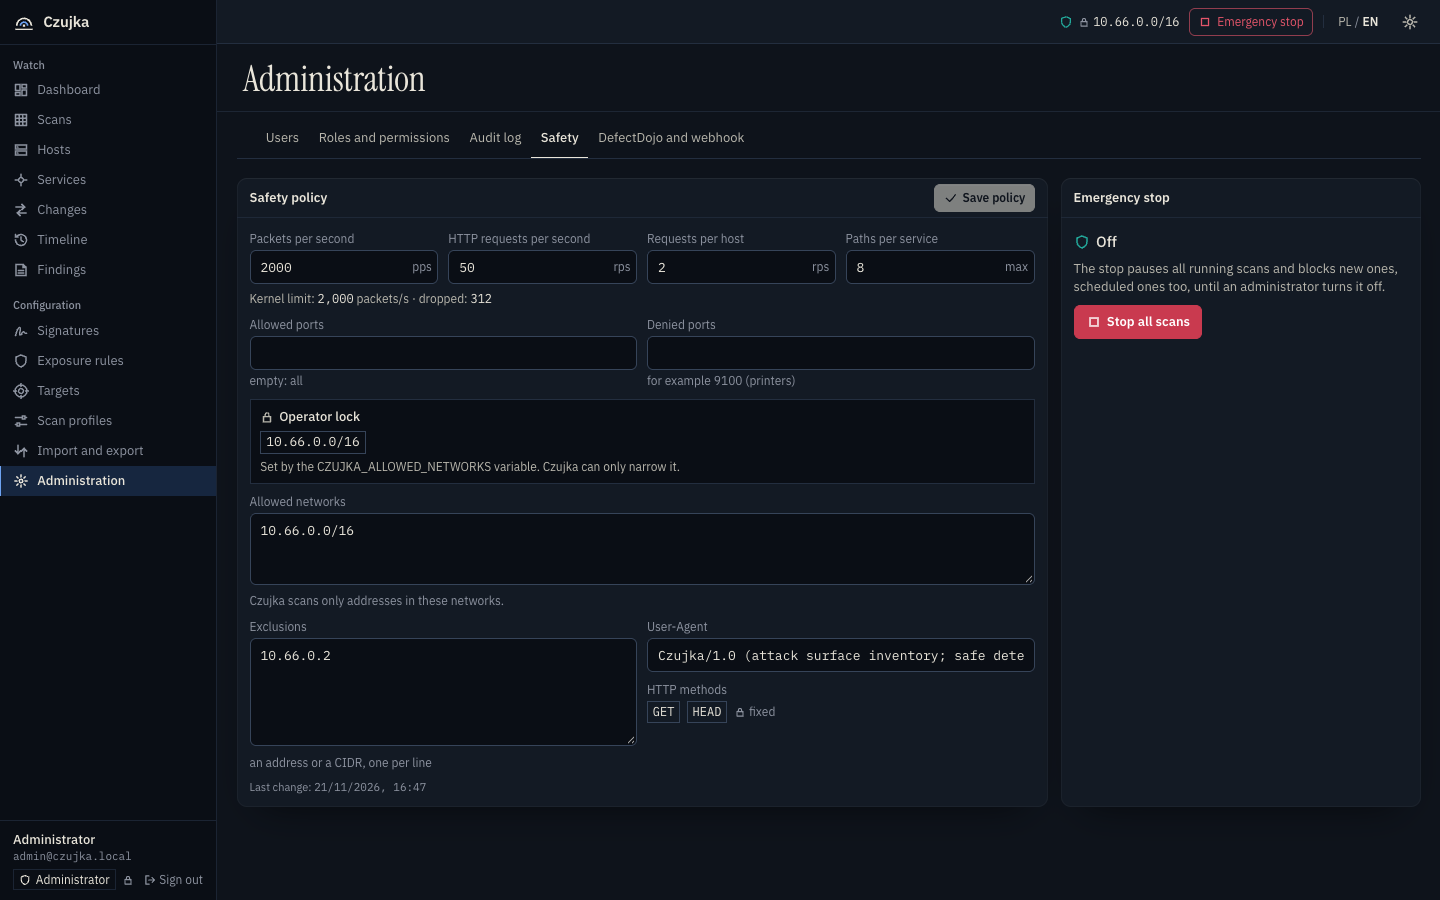 Czujka
10.66.0.0/16
Emergency stop
PL / EN
Watch
Dashboard
Scans
Hosts
Services
Changes
Timeline
Findings
Configuration
Signatures
Exposure rules
Targets
Scan profiles
Import and export
Administration
Administrator
admin@czujka.local
Administrator
Sign out
Administration
Users
Roles and permissions
Audit log
Safety
DefectDojo and webhook
Safety policy
Save policy
Packets per second
HTTP requests per second
Requests per host
Paths per service
2000 pps
50 rps
2 rps
8 max
Kernel limit: 2,000 packets/s · dropped: 312
Allowed ports
Denied ports
empty: all
for example 9100 (printers)
Operator lock
10.66.0.0/16
Set by the CZUJKA_ALLOWED_NETWORKS variable. Czujka can only narrow it.
Allowed networks
10.66.0.0/16
Czujka scans only addresses in these networks.
Exclusions
10.66.0.2
an address or a CIDR, one per line
User-Agent
Czujka/1.0 (attack surface inventory; safe dete
HTTP methods
GET
HEAD
fixed
Last change: 21/11/2026, 16:47
Emergency stop
Off
The stop pauses all running scans and blocks new ones,
scheduled ones too, until an administrator turns it off.
Stop all scans